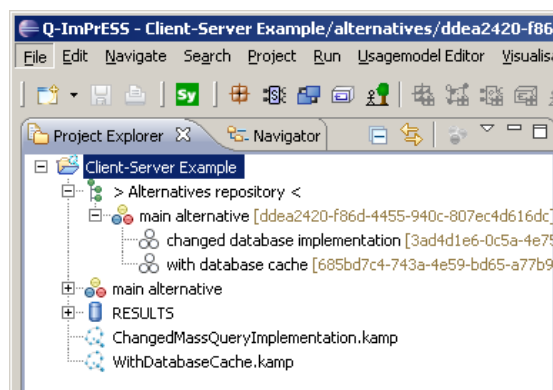 Q-ImPrESS - Client-Server Example/alternatives/ddea2420-f86
File Edit Navigate Search Project Run Usagemodel Editor Visualisa
Sy
Project Explorer Navigator
Client-Server Example
> Alternatives repository <
main alternative [ddea2420-f86d-4455-940c-807ec4d616dc]
changed database implementation [3ad4d1e6-0c5a-4e75
with database cache [685bd7c4-743a-4e59-bd65-a77b9
main alternative
RESULTS
ChangedMassQueryImplementation.kamp
WithDatabaseCache.kamp